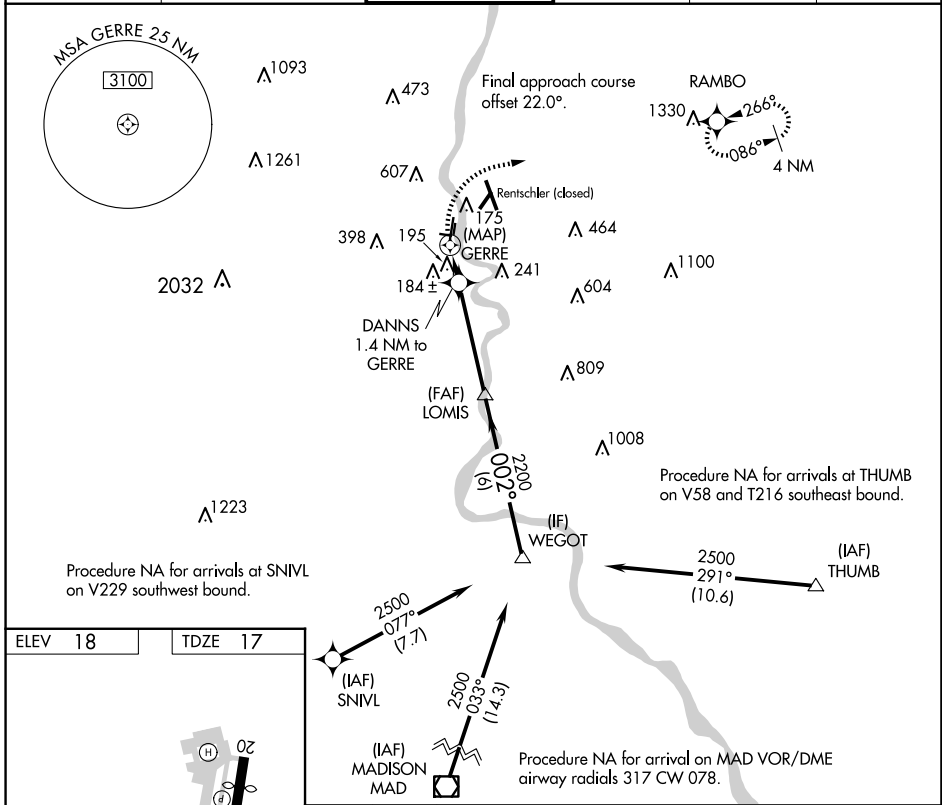 MSA GERRE 25 NM
3100
1093
473
Final approach course
offset 22.0°.
RAMBO
1330
266°
086°
4 NM
1261
607
Rentschler (closed)
175
(MAP)
GERRE
398
195
464
241
1100
2032
184 ±
604
DANNS
1.4 NM to
GERRE
809
(FAF)
LOMIS
1008
2200
002°
(6)
Procedure NA for arrivals at THUMB
on V58 and T216 southeast bound.
1223
(IF)
WEGOT
(IAF)
THUMB
2500
291°
(10.6)
Procedure NA for arrivals at SNIVL
on V229 southwest bound.
2500
077°
(7.7)
ELEV 18
TDZE 17
(IAF)
SNIVL
2500
033°
(14.3)
(IAF)
MADISON
MAD
Procedure NA for arrival on MAD VOR/DME
airway radials 317 CW 078.
H
20
P